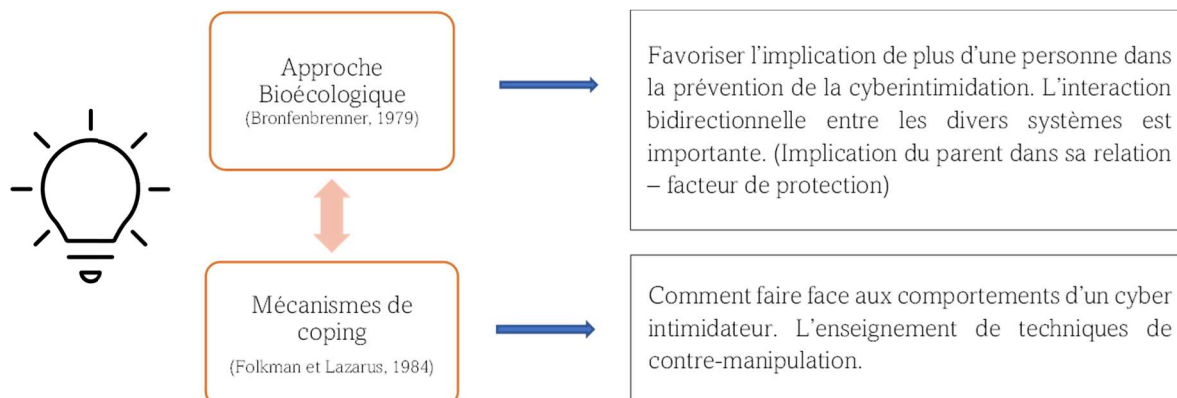 Approche
Bioécologique
(Bronfenbrenner, 1979)
Favoriser l'implication de plus d'une personne dans
la prévention de la cyberintimidation. L'interaction
bidirectionnelle entre les divers systèmes est
importante. (Implication du parent dans sa relation
– facteur de protection)
Mécanismes de
coping
(Folkman et Lazarus, 1984)
Comment faire face aux comportements d'un cyber
intimidateur. L'enseignement de techniques de
contre-manipulation.